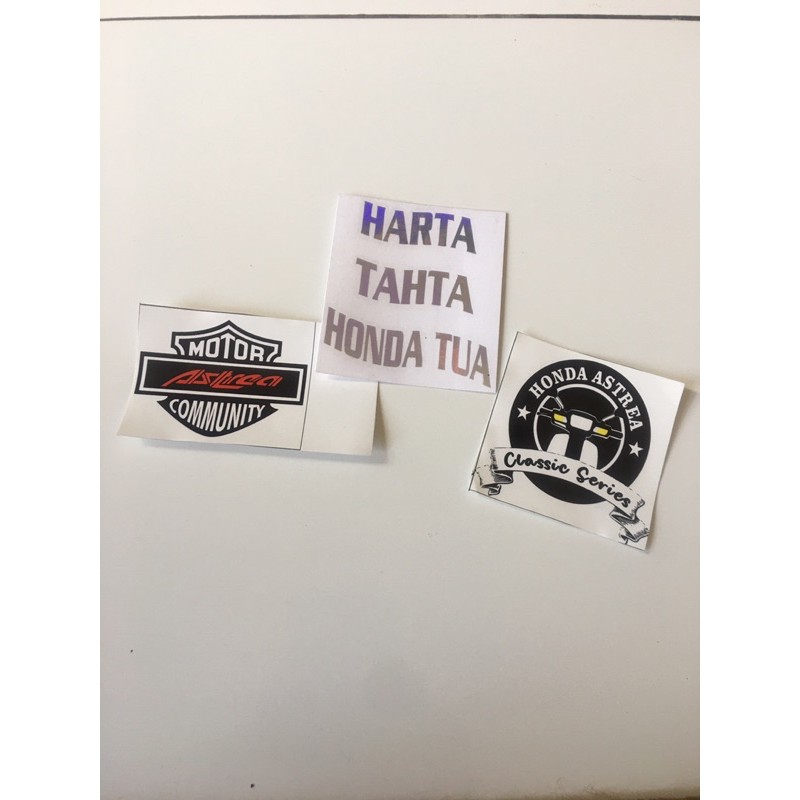 HARTA
TAHTA
HONDA TUA
MOTOR
Astrea
COMMUNITY
HONDA ASTREA
Classic Series